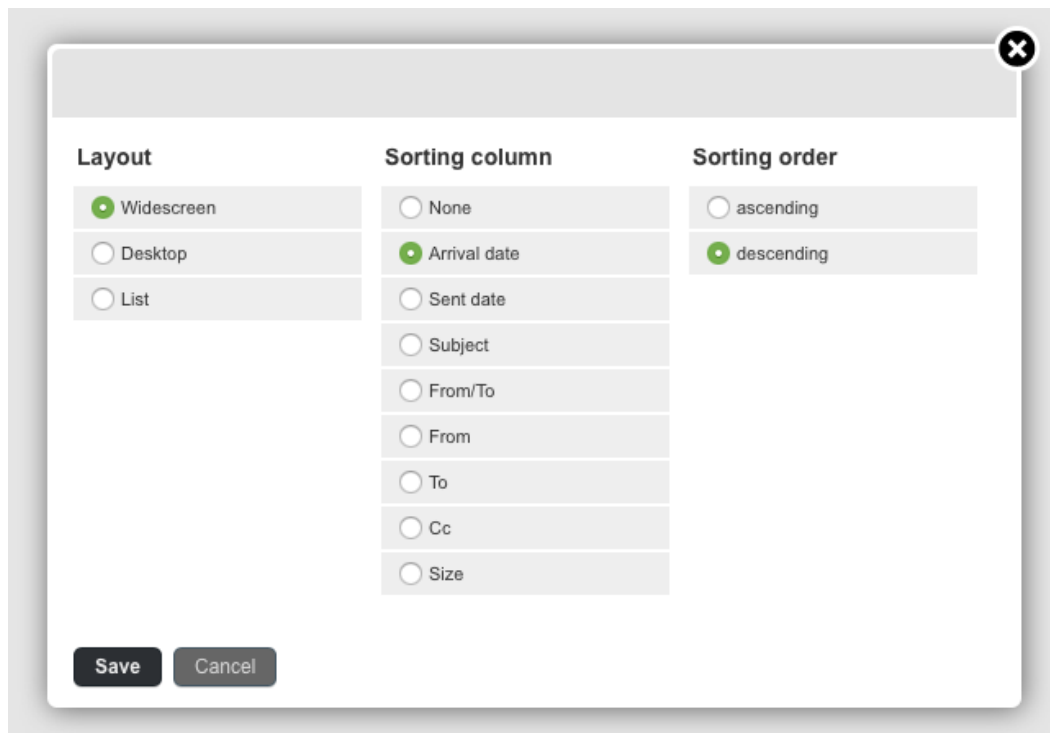 Layout
Widescreen
Desktop
List
Sorting column
None
Arrival date
Sent date
Subject
From/To
From
To
Cc
Size
Sorting order
ascending
descending
Save
Cancel